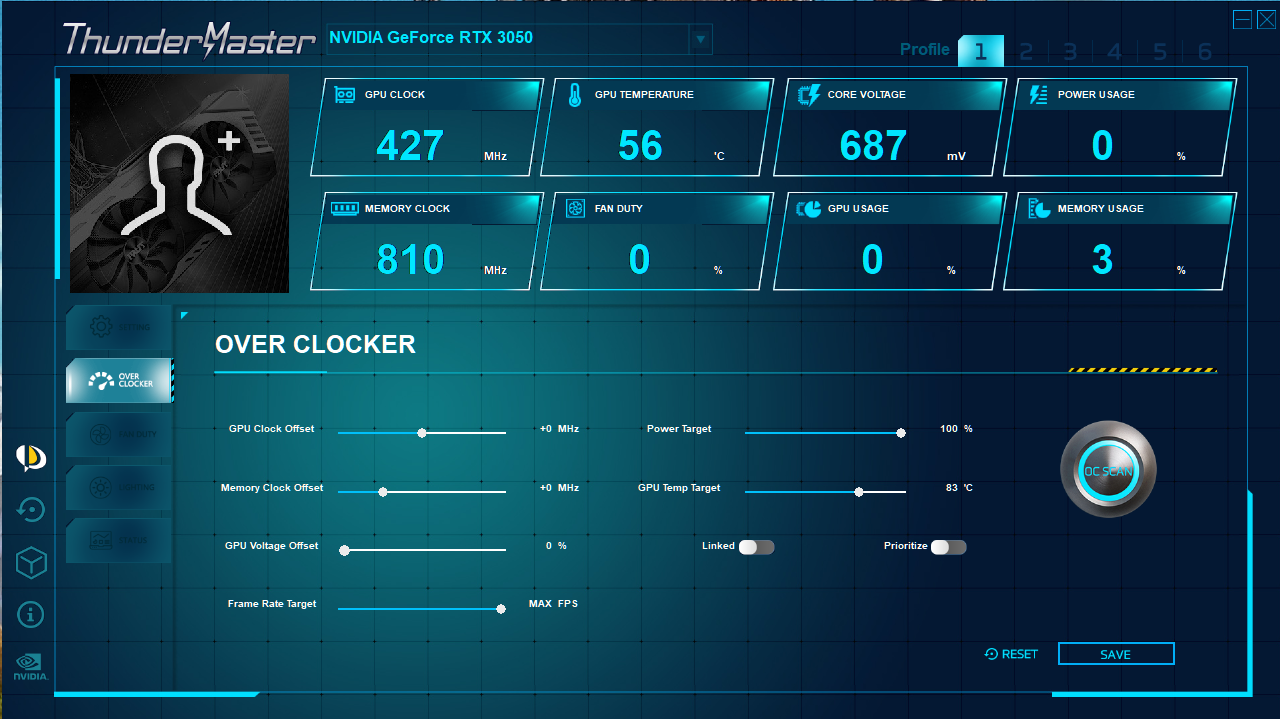 ThunderMaster
NVIDIA GeForce RTX 3050
Profile 1 2 3 4 5 6
GPU CLOCK
427 MHz
GPU TEMPERATURE
56 'C
CORE VOLTAGE
687 mV
POWER USAGE
0 %
MEMORY CLOCK
810 MHz
FAN DUTY
0 %
GPU USAGE
0 %
MEMORY USAGE
3 %
SETTING
OVER
CLOCKER
FAN DUTY
LIGHTING
STATUS
NVIDIA.
OVER CLOCKER
GPU Clock Offset +0 MHz
Power Target 100 %
Memory Clock Offset +0 MHz
GPU Temp Target 83 'C
GPU Voltage Offset 0 %
Linked
Prioritize
Frame Rate Target MAX FPS
OC SCAN
RESET
SAVE